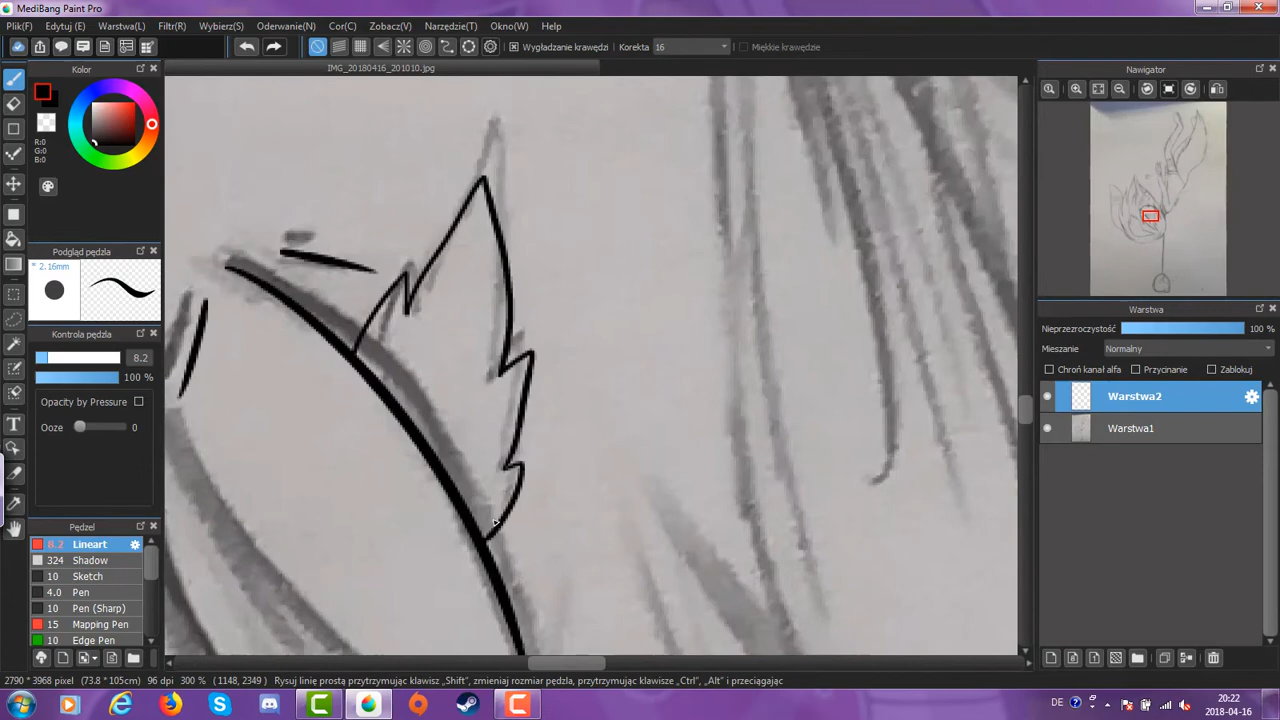 MediBang Paint Pro
Plik(F) Edytuj (E) Warstwa(L) Filtr(R) Oderwanie(N) Cor(C) Zobacz(V) Narzędzie(T) Okno(W) Help
Wygładzanie krawędzi Korekta 16 Miękkie krawędzie
Kolor
R:0
G:0
B:0
IMG_20180416_201010.jpg
Podgląd pędzla
* 2.16mm
Kontrola pędzla
8.2
100 %
Opacity by Pressure
Ooze 0
Pędzel
8.2 Lineart
324 Shadow
10 Sketch
4.0 Pen
10 Pen (Sharp)
15 Mapping Pen
10 Edge Pen
Nawigator
Warstwa
Nieprzezroczystość 100 %
Mieszanie Normalny
Chroń kanał alfa Przycinanie Zablokuj
Warstwa2
Warstwa1
2790 * 3968 pixel (73.8 * 105cm) 96 dpi 300 % (1148, 2349) Rysuj linię prostą przytrzymując klawisz „Shift", zmieniaj rozmiar pędzla, przytrzymując klawisze „Ctrl", „Alt" i przeciągając
DE 20:22
2018-04-16